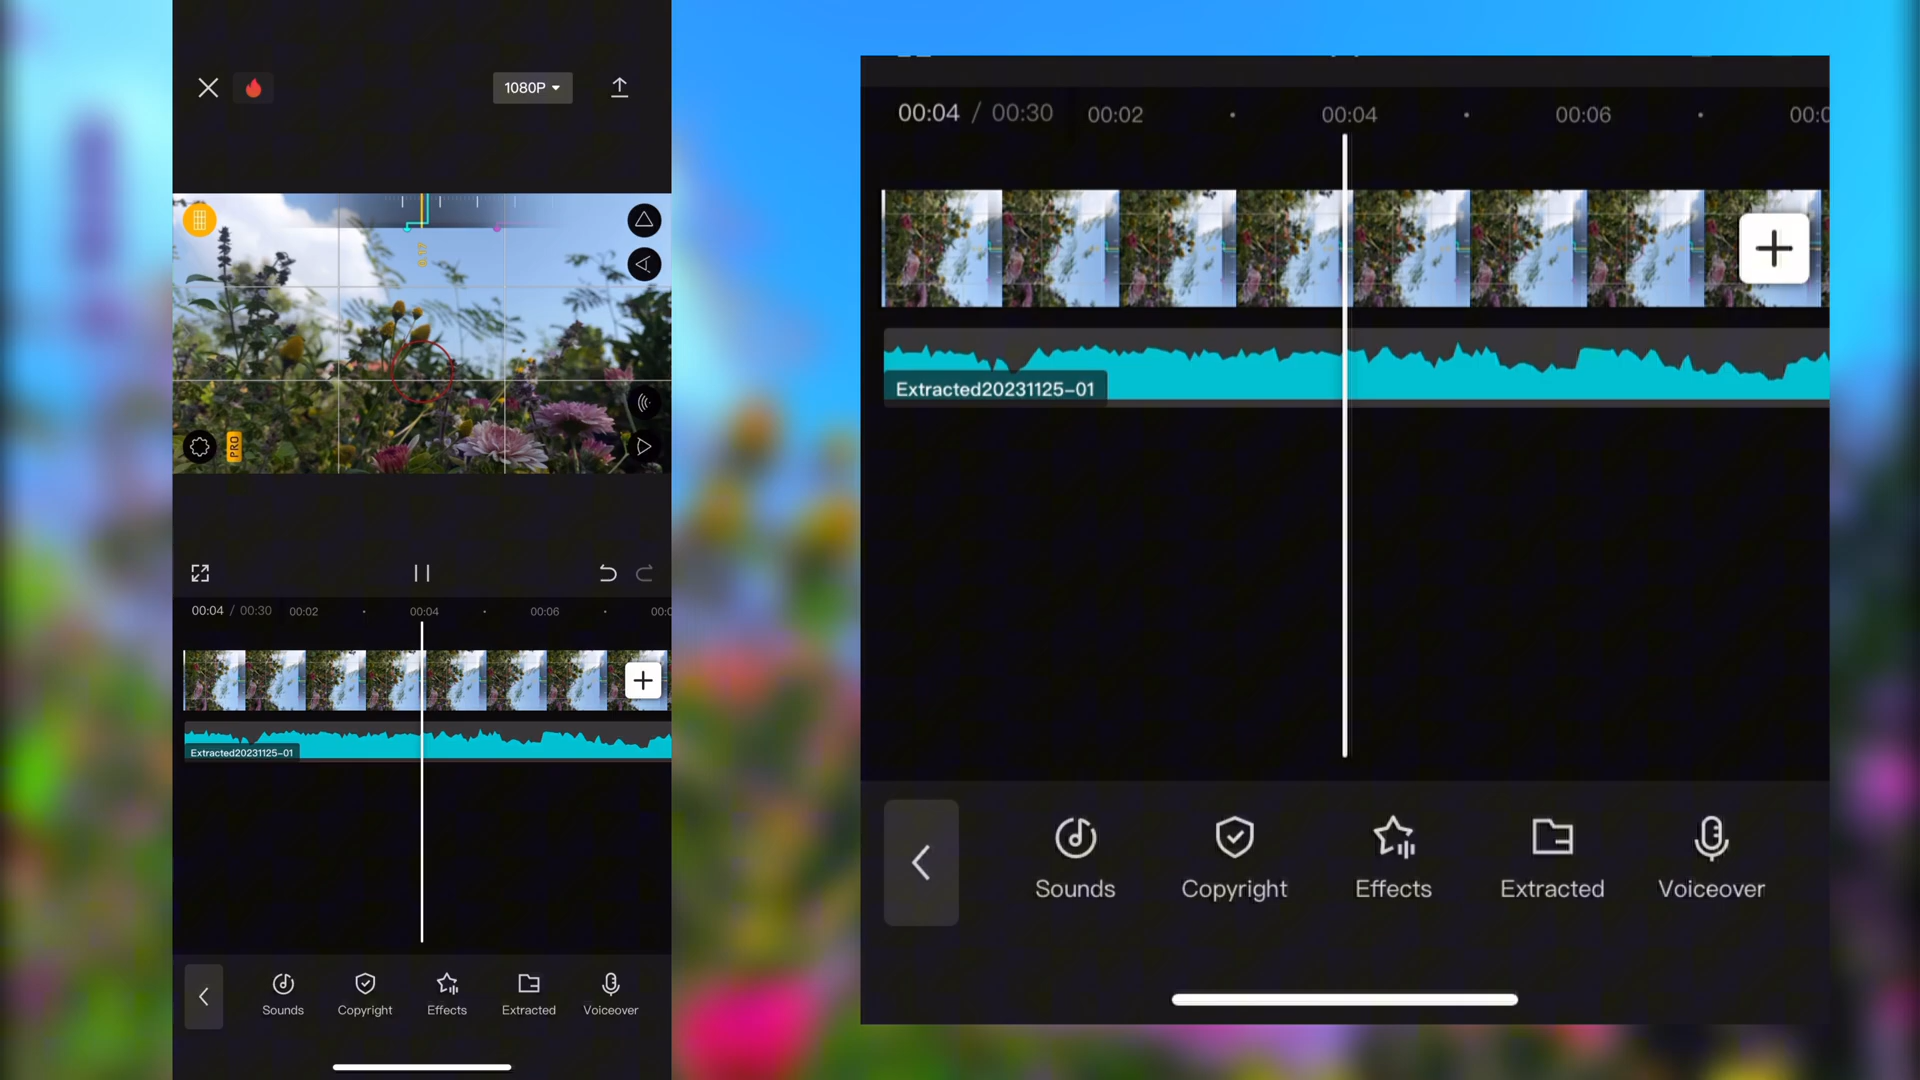 1080P
PRO
00:04 / 00:30 00:02 00:04 00:06
Extracted20231125-01
Sounds Copyright Effects Extracted Voiceover
00:04 / 00:30 00:02 00:04 00:06
Extracted20231125-01
Sounds Copyright Effects Extracted Voiceover